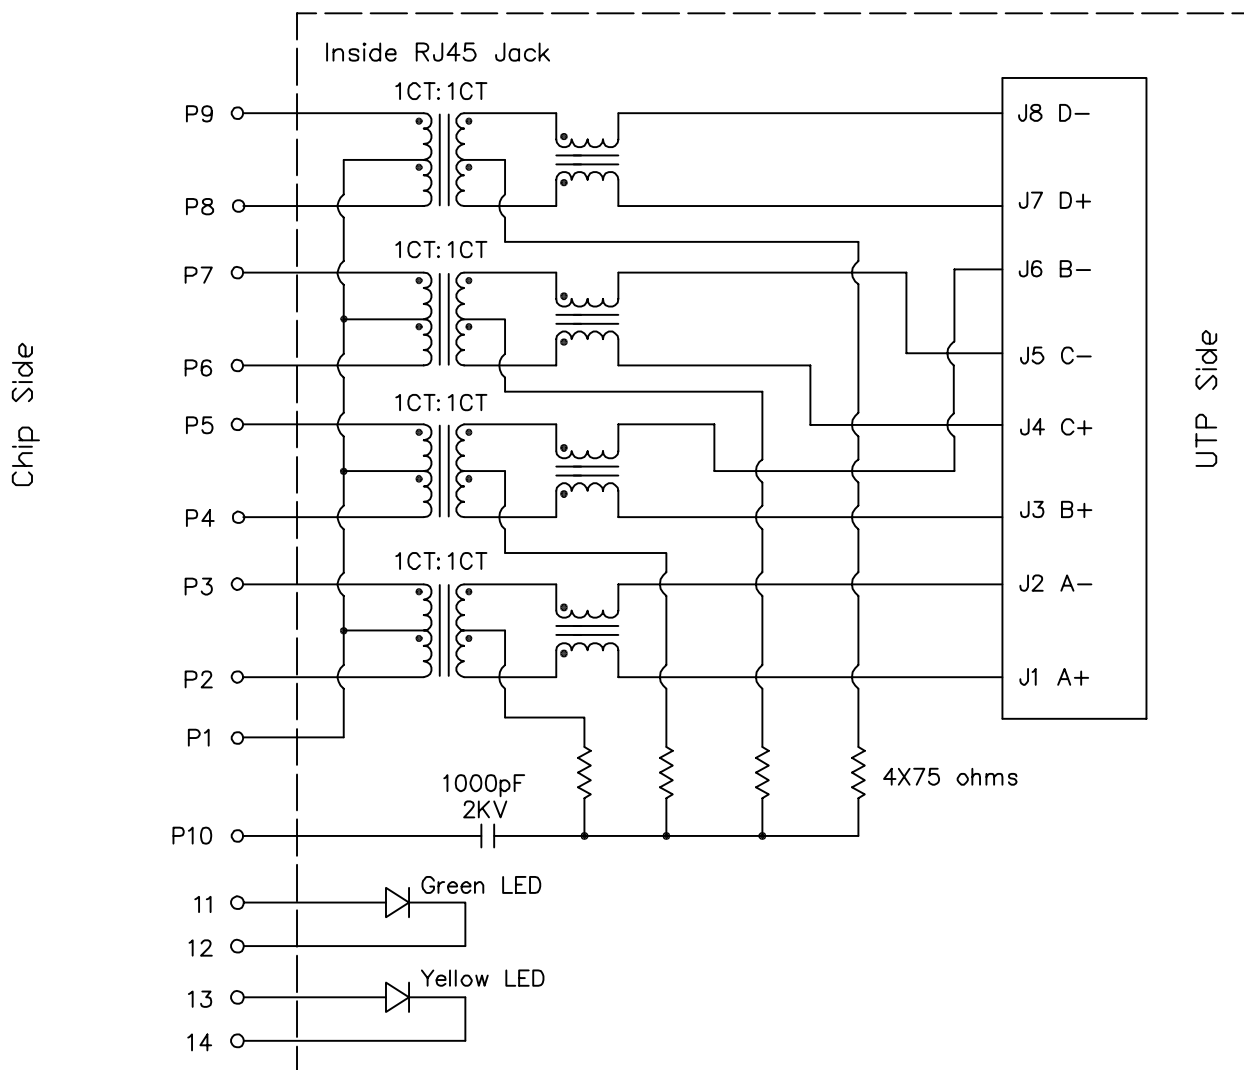 Inside RJ45 Jack
1CT:1CT
P9
J8 D-
P8
J7 D+
1CT:1CT
P7
J6 B-
P6
J5 C-
1CT:1CT
P5
J4 C+
P4
J3 B+
1CT:1CT
P3
J2 A-
P2
J1 A+
P1
4X75 ohms
1000pF
2KV
P10
Green LED
11
12
Yellow LED
13
14
Chip Side
UTP Side